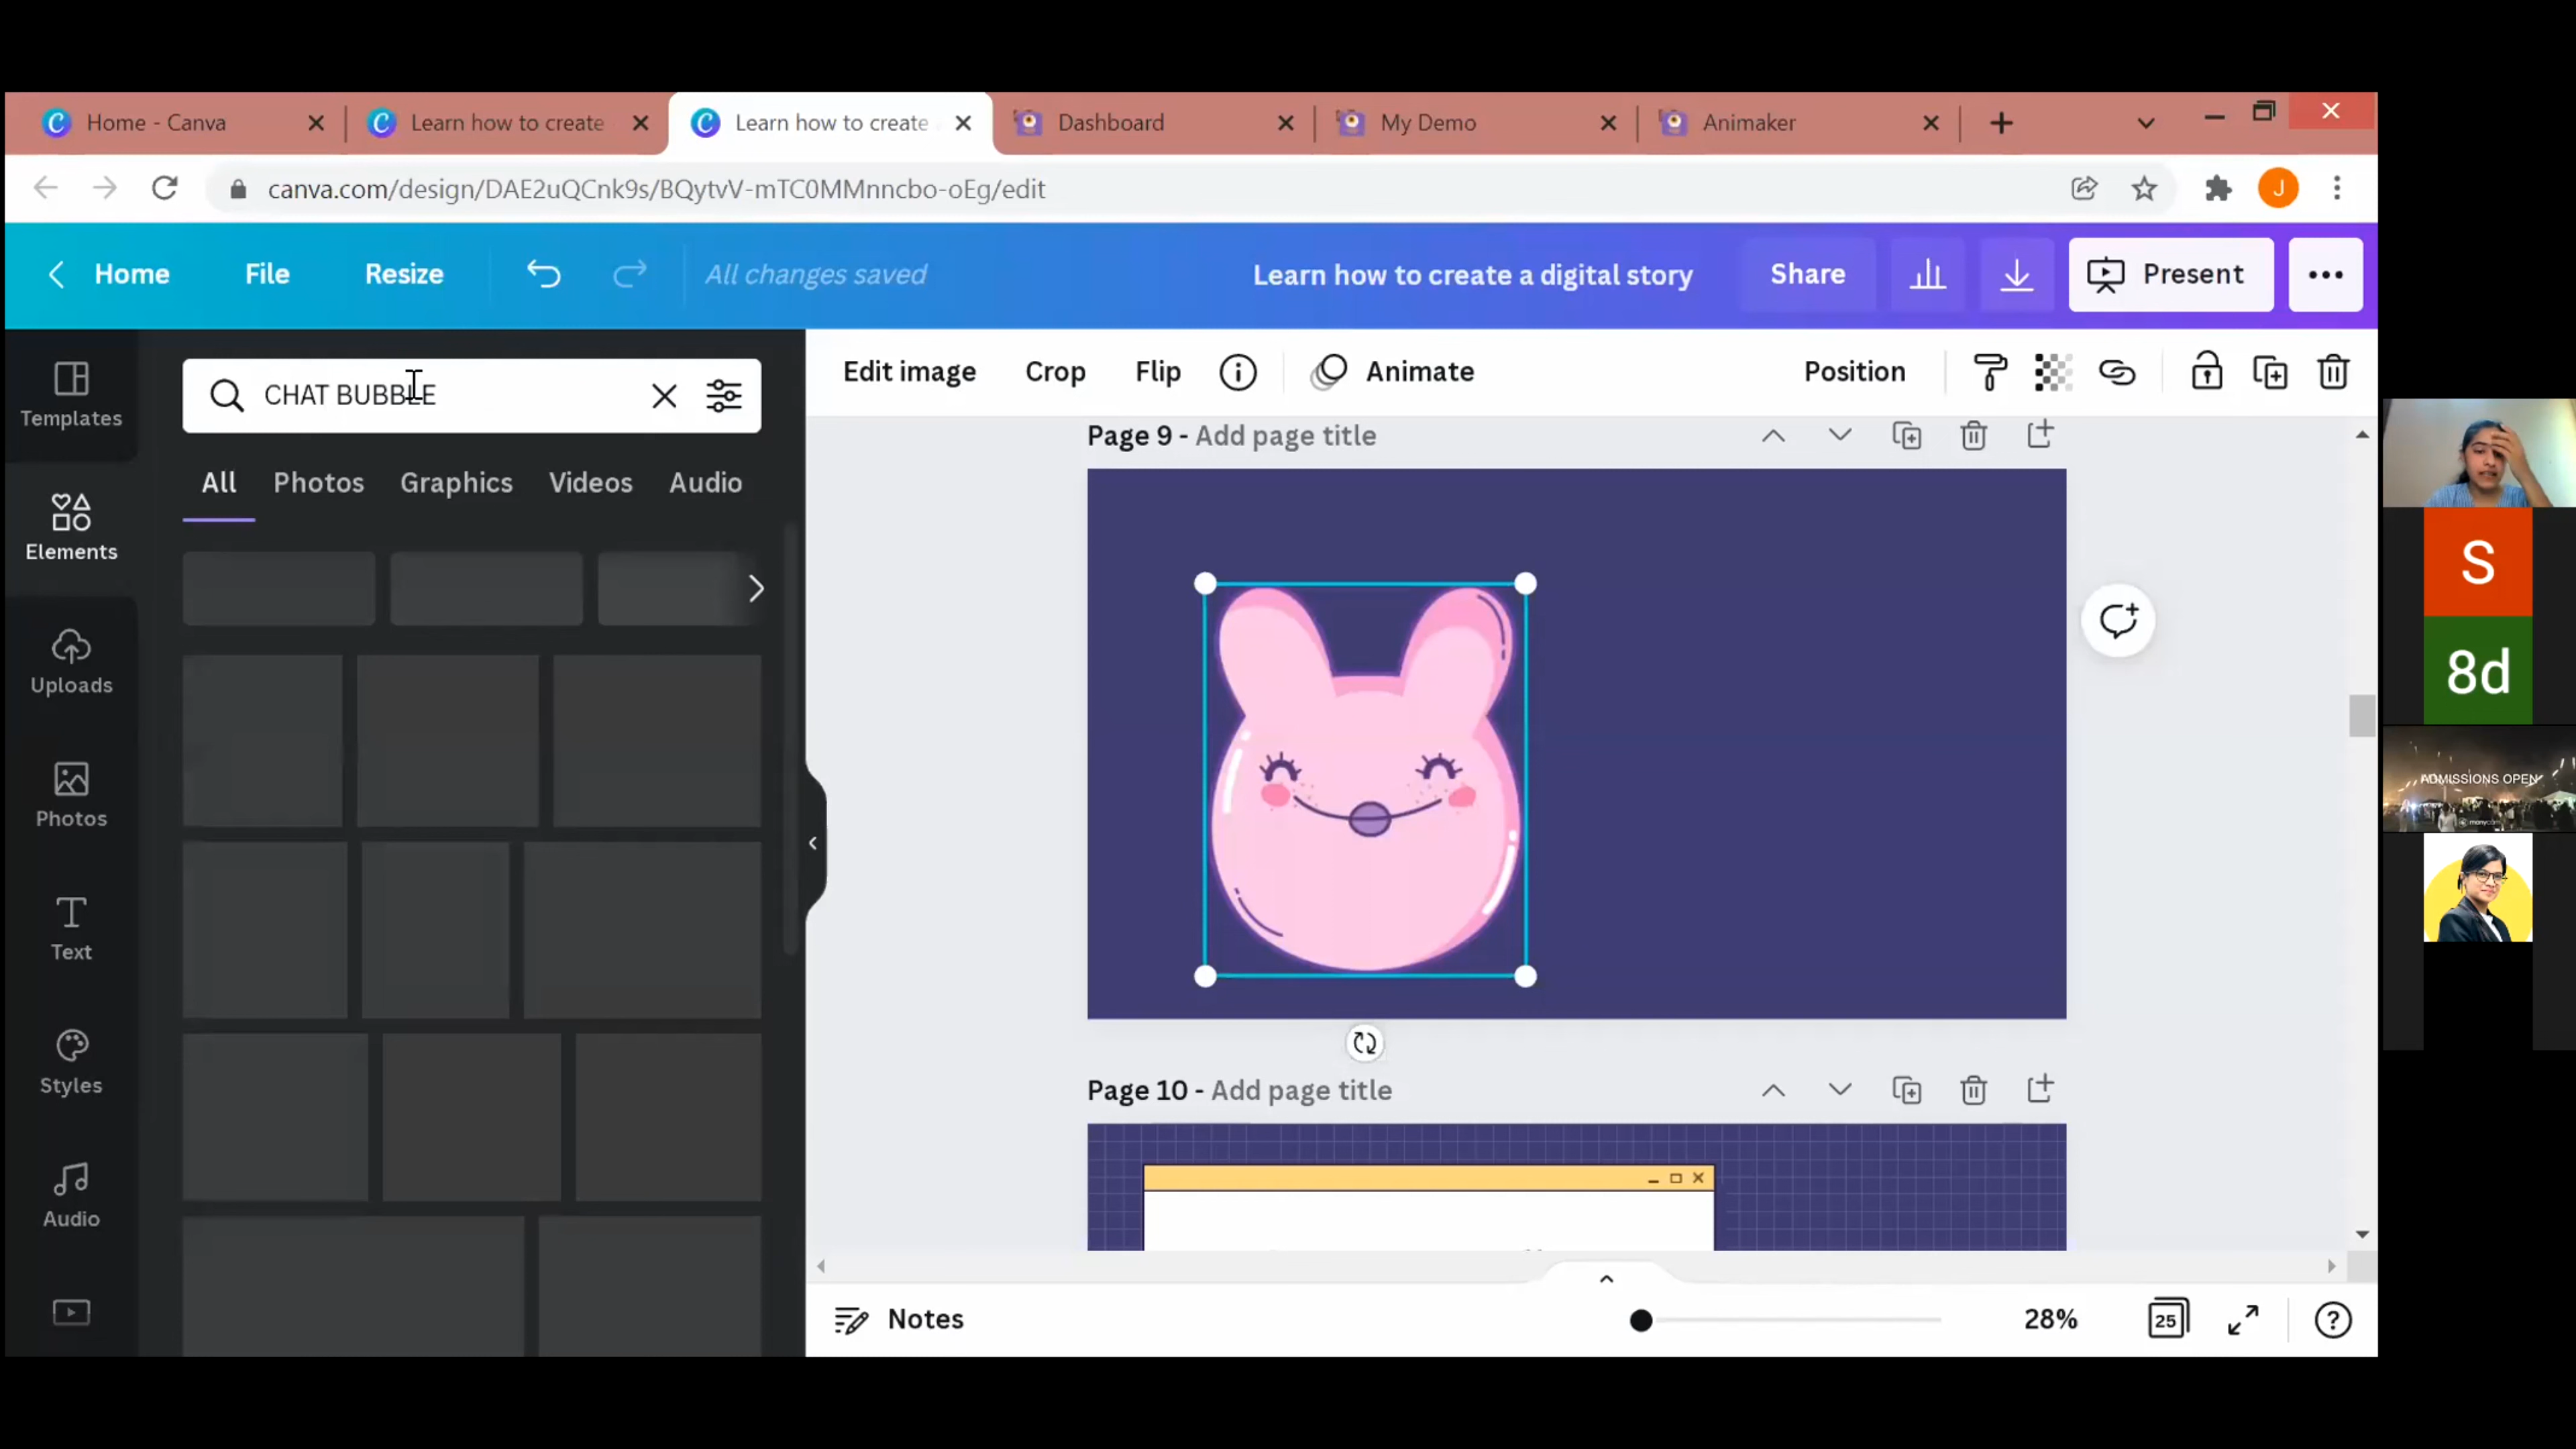 Home - Canva
Learn how to create
Learn how to create
Dashboard
My Demo
Animaker
canva.com/design/DAE2uQCnk9s/BQytvV-mTC0MMnncbo-oEg/edit
J
Home
File
Resize
All changes saved
Learn how to create a digital story
Share
Present
Templates
Elements
Uploads
Photos
Text
Styles
Audio
CHAT BUBBLE
All
Photos
Graphics
Videos
Audio
Edit image
Crop
Flip
Animate
Position
Page 9 - Add page title
Page 10 - Add page title
Notes
28%
25
S
8d
ADMISSIONS OPEN